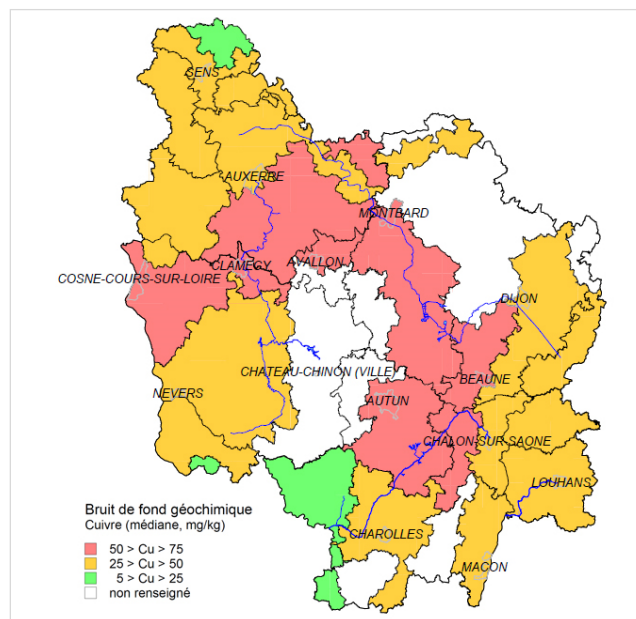 SENS
AUXERRE
MONTBARD
CLAMECY
AVALLON
COSNE-COURS-SUR-LOIRE
DIJON
CHATEAU-CHINON (VILLE)
BEAUNE
NEVERS
AUTUN
CHALON-SUR-SAONE
LOUHANS
CHAROLLES
MACON
Bruit de fond géochimique
Cuivre (médiane, mg/kg)
50 > Cu > 75
25 > Cu > 50
5 > Cu > 25
non renseigné